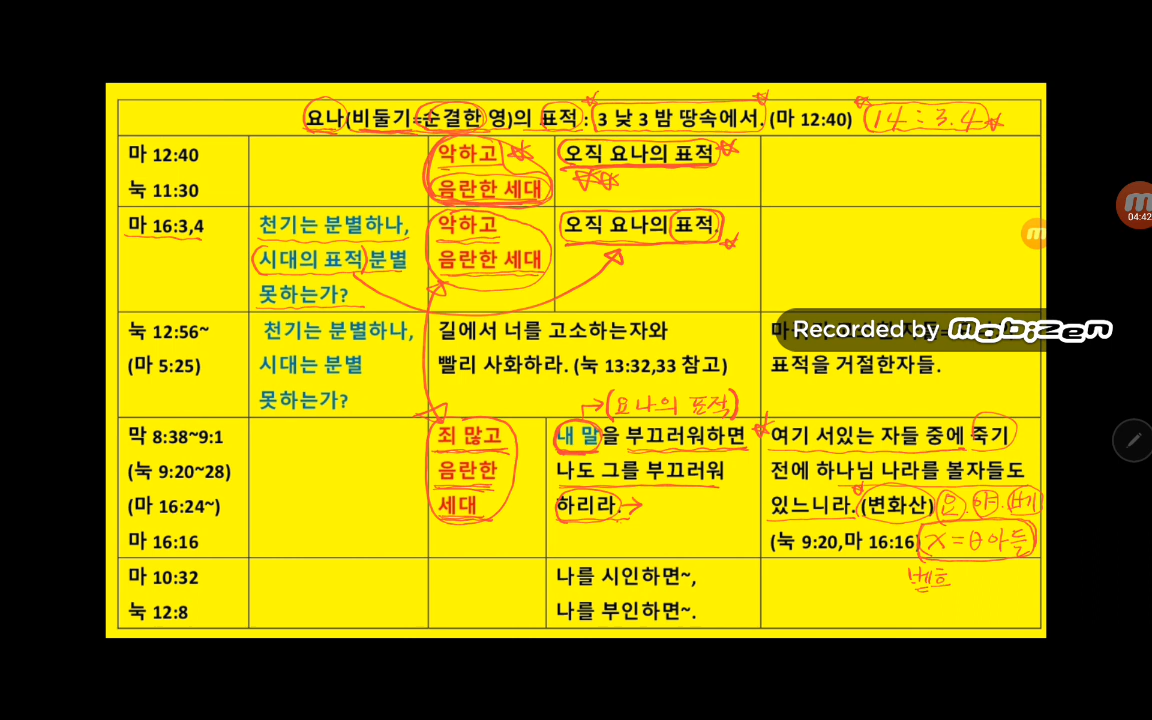 요나(비둘기=순결한 영)의 표적 : 3 낮 3 밤 땅속에서. (마 12:40) 14:3.4
마 12:40
눅 11:30
악하고
음란한 세대
오직 요나의 표적
마 16:3,4
천기는 분별하나,
시대의 표적 분별
못하는가?
악하고
음란한 세대
오직 요나의 표적.
눅 12:56~
(마 5:25)
천기는 분별하나,
시대는 분별
못하는가?
길에서 너를 고소하는자와
빨리 사화하라. (눅 13:32,33 참고)
Recorded by Mobizen
표적을 거절한자들.
(요나의 표적)
막 8:38~9:1
(눅 9:20~28)
(마 16:24~)
마 16:16
죄 많고
음란한
세대
내 말을 부끄러워하면
나도 그를 부끄러워
하리라.
여기 서있는 자들 중에 죽기
전에 하나님 나라를 볼자들도
있느니라. (변화산) 요. 야. 베
(눅 9:20,마 16:16) X=θ아들
마 10:32
눅 12:8
나를 시인하면~,
나를 부인하면~.
04:42